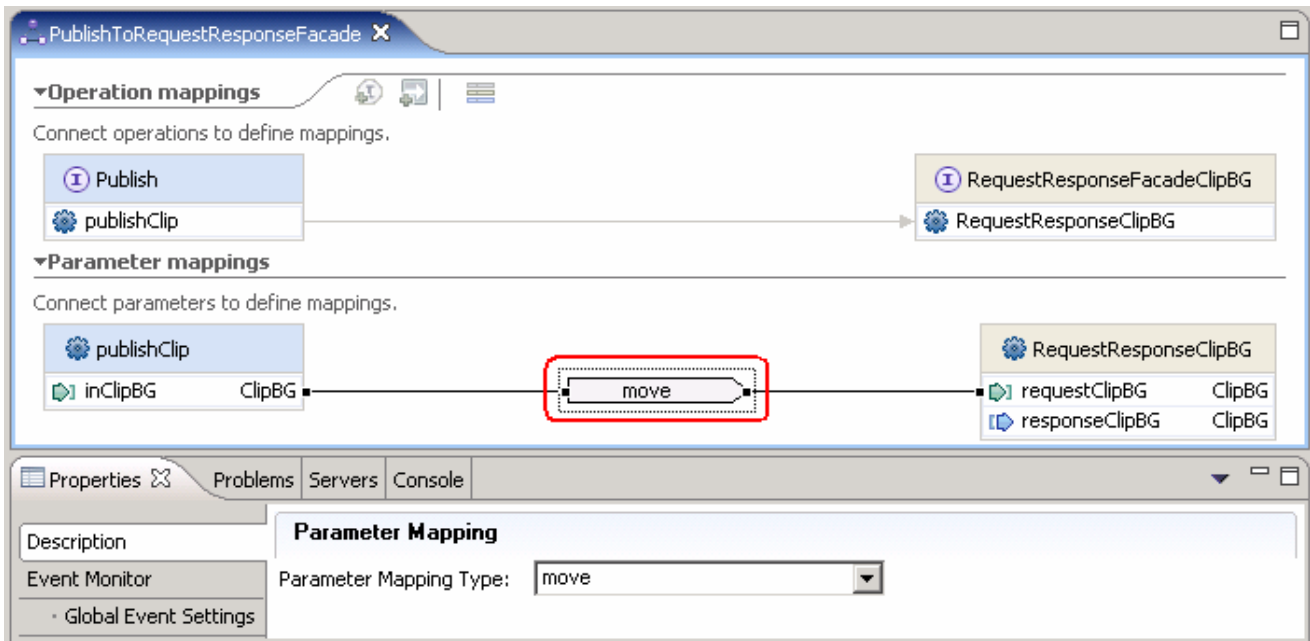 PublishToRequestResponseFacade
Operation mappings
Connect operations to define mappings.
Publish RequestResponseFacadeClipBG
publishClip RequestResponseClipBG
Parameter mappings
Connect parameters to define mappings.
publishClip RequestResponseClipBG
inClipBG ClipBG move requestClipBG ClipBG
responseClipBG ClipBG
Properties Problems Servers Console
Description Parameter Mapping
Event Monitor Parameter Mapping Type: move
Global Event Settings